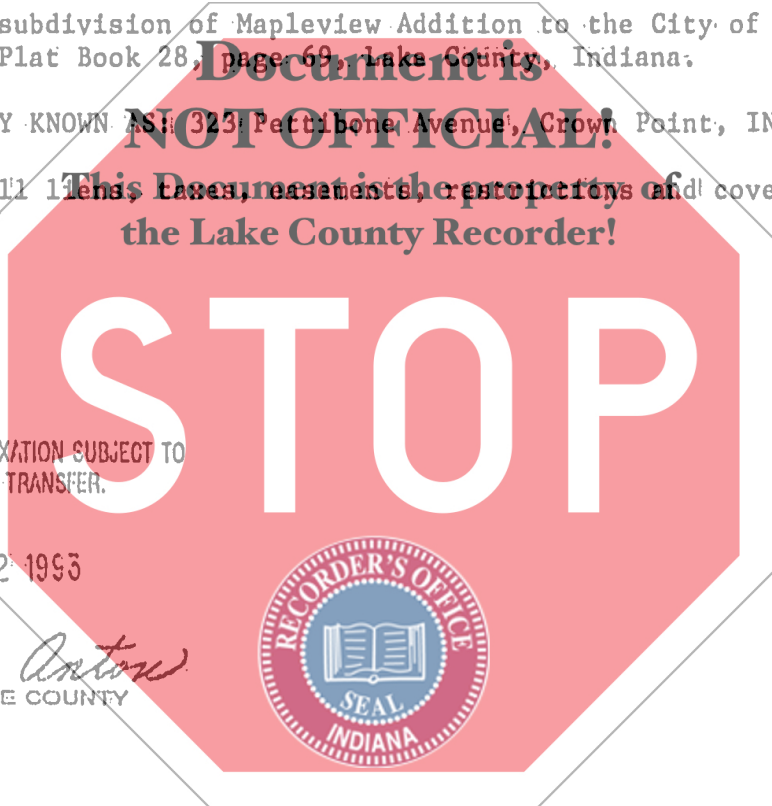 subdivision of Mapleview Addition to the City of
Plat Book 28, page 69, Lake County, Indiana.
Document is
Y KNOWN AS: 323 Pettibone Avenue, Crown Point, IN
NOT OFFICIAL!
ll liens, taxes, easements, restrictions and cove
This Document is the property of
the Lake County Recorder!
STOP
XATION SUBJECT TO
TRANSFER.
2 1993
Anton
E COUNTY
RECORDER'S OFFICE
SEAL
INDIANA